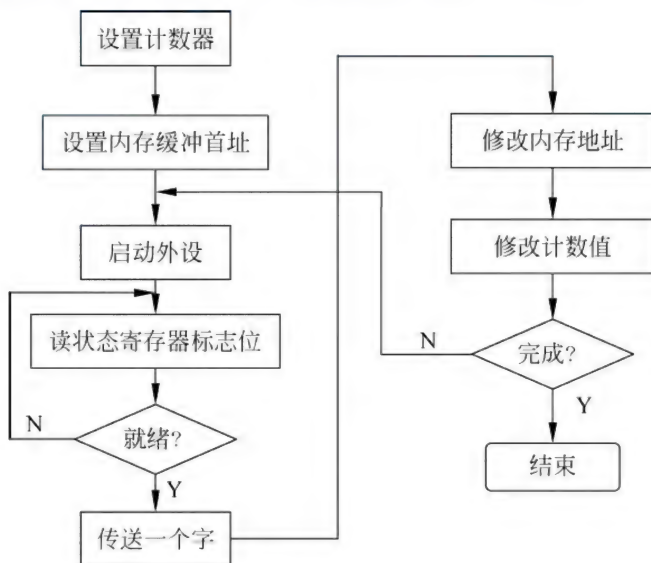 设置计数器
设置内存缓冲首址
启动外设
读状态寄存器标志位
N
就绪?
Y
传送一个字
修改内存地址
修改计数值
N
完成?
Y
结束